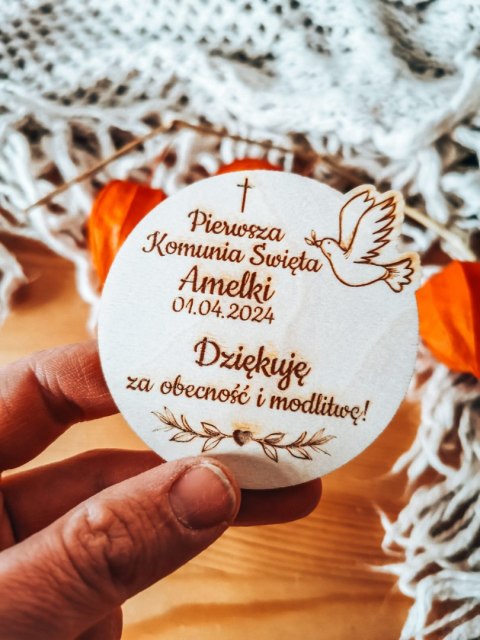 Pierwsza
Komunia Święta
Amelki
01.04.2024
Dziękuję
za obecność i modlitwę!